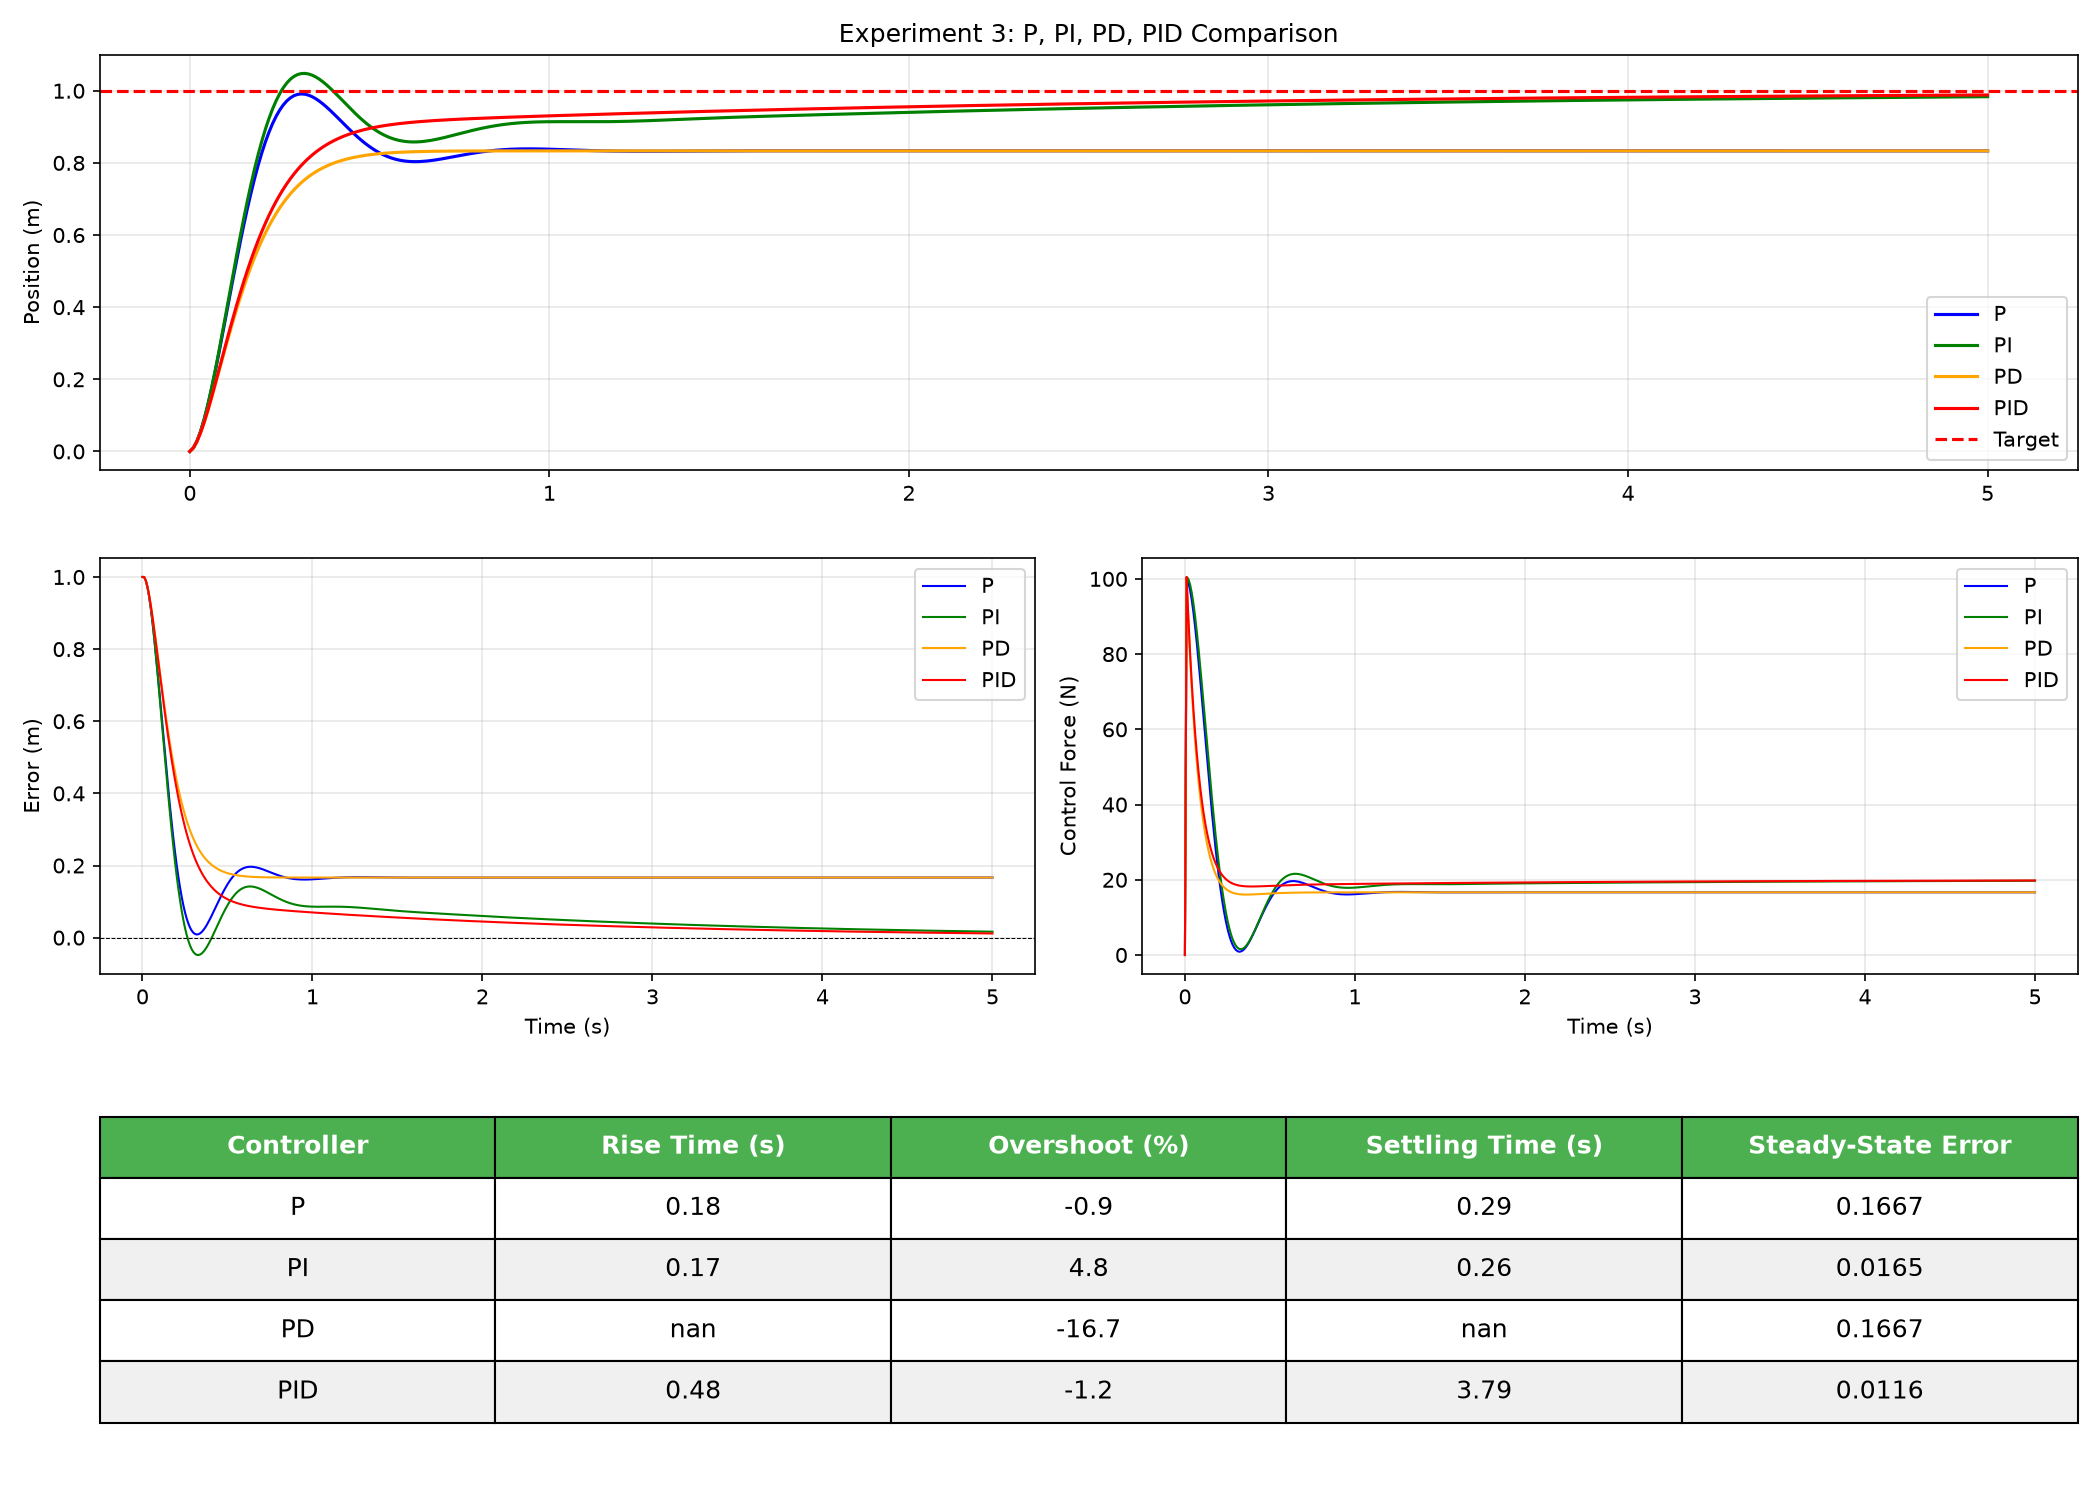 Experiment 3: P, PI, PD, PID Comparison
Position (m)
1.0
0.8
0.6
0.4
0.2
0.0
0 1 2 3 4 5
P
PI
PD
PID
Target
Error (m)
1.0
0.8
0.6
0.4
0.2
0.0
0 1 2 3 4 5
Time (s)
P
PI
PD
PID
Control Force (N)
100
80
60
40
20
0
0 1 2 3 4 5
Time (s)
P
PI
PD
PID
Controller Rise Time (s) Overshoot (%) Settling Time (s) Steady-State Error
P 0.18 -0.9 0.29 0.1667
PI 0.17 4.8 0.26 0.0165
PD nan -16.7 nan 0.1667
PID 0.48 -1.2 3.79 0.0116